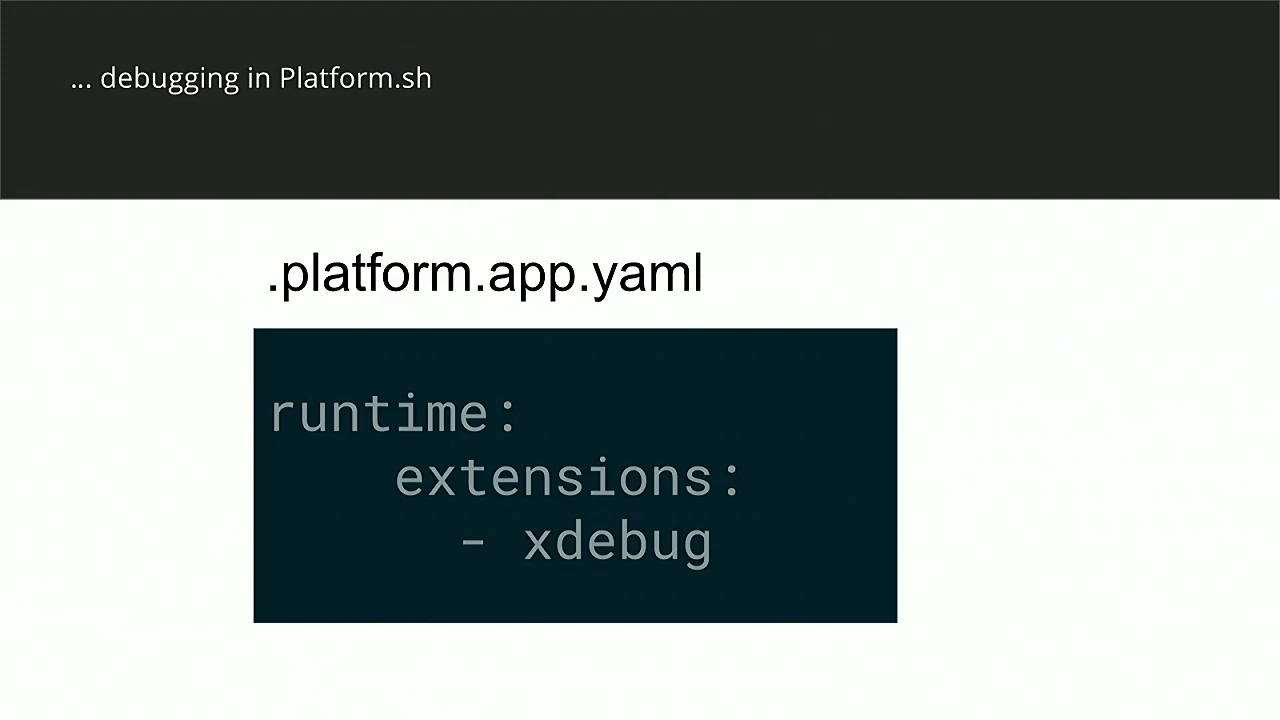 ... debugging in Platform.sh
.platform.app.yaml
runtime:
    extensions:
      - xdebug